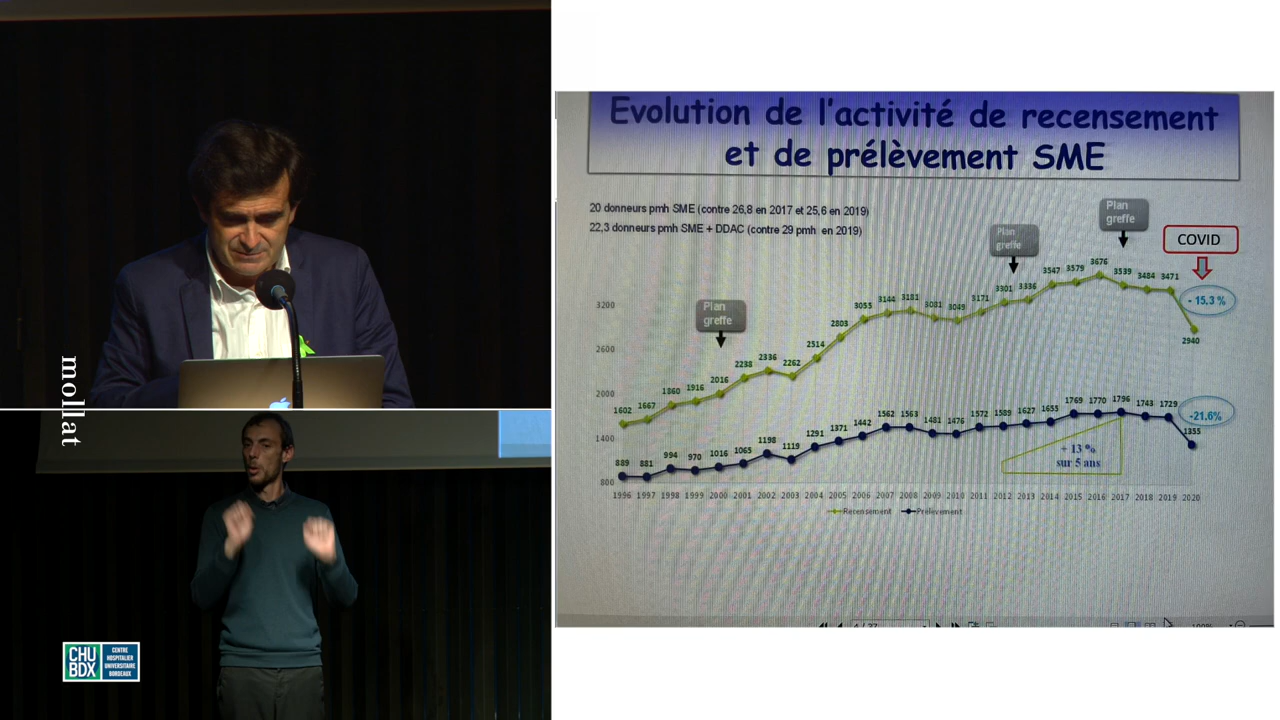 Evolution de l'activité de recensement
et de prélèvement SME
20 donneurs pmh SME (contre 26,8 en 2017 et 25,6 en 2019)
22,3 donneurs pmh SME + DDAC (contre 29 pmh en 2019)
Plan
greffe
Plan
greffe
Plan
greffe
COVID
- 15,3 %
-21,6%
3200
2600
2000
1400
800
1602 1667 1860 1916 2016 2238 2336 2262 2514 2803 3055 3144 3181 3081 3049 3171 3301 3336 3547 3579 3676 3539 3484 3471 2940
889 881 994 970 1016 1065 1198 1119 1291 1371 1442 1562 1563 1481 1476 1572 1589 1627 1655 1769 1770 1796 1743 1729 1355
+ 13 %
sur 5 ans
1996 1997 1998 1999 2000 2001 2002 2003 2004 2005 2006 2007 2008 2009 2010 2011 2012 2013 2014 2015 2016 2017 2018 2019 2020
Recensement Prélèvement
mollat
CHU
BDX
CENTRE
HOSPITALIER
UNIVERSITAIRE
BORDEAUX